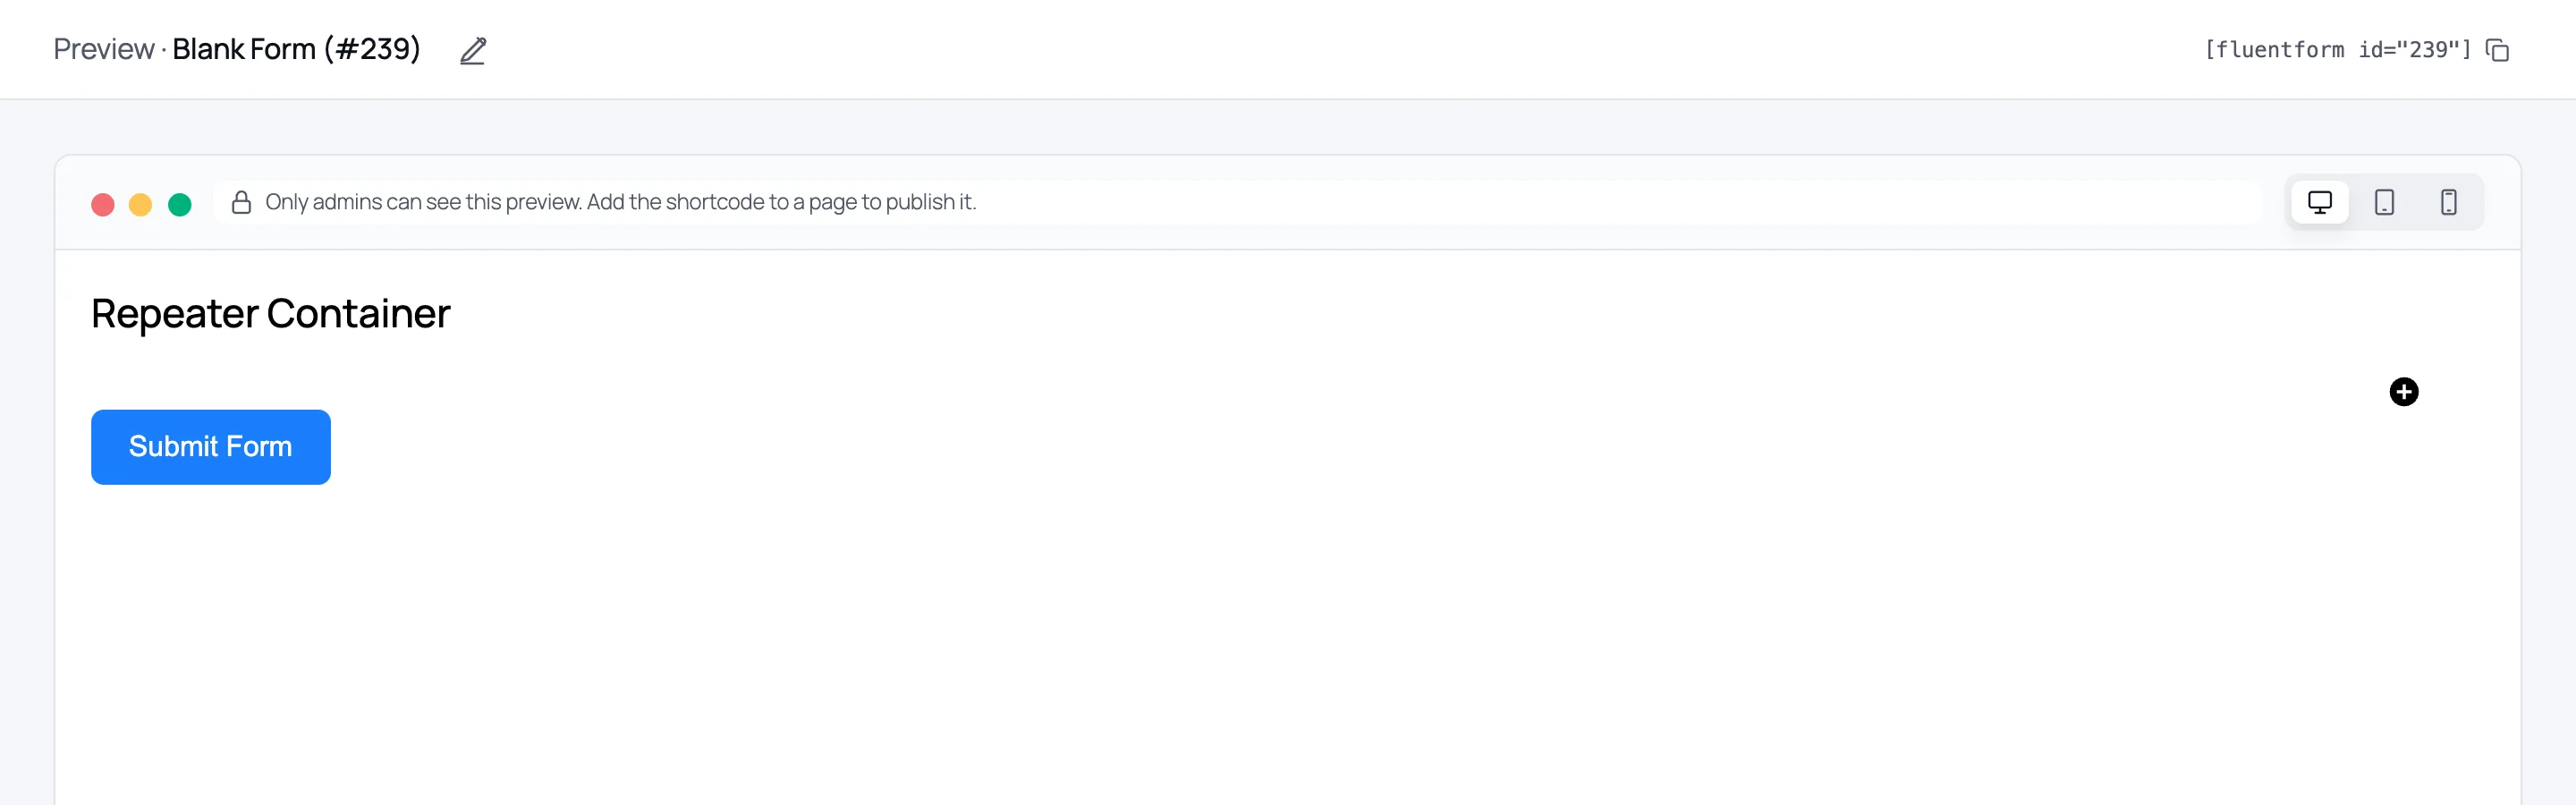 Preview · Blank Form (#239)
[fluentform id="239"]
Only admins can see this preview. Add the shortcode to a page to publish it.
Repeater Container
Submit Form